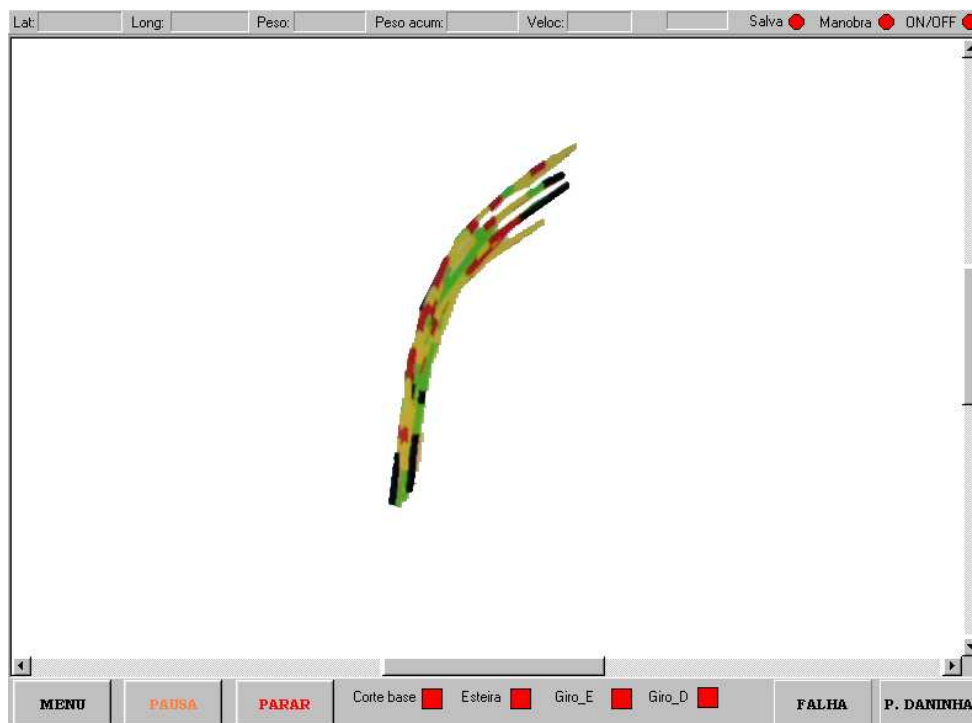 Lat: Long: Peso: Peso acum: Veloc: Salva Manobra ON/OFF
MENU PAUSA PARAR Corte base Esteira Giro_E Giro_D FALHA P. DANINHA